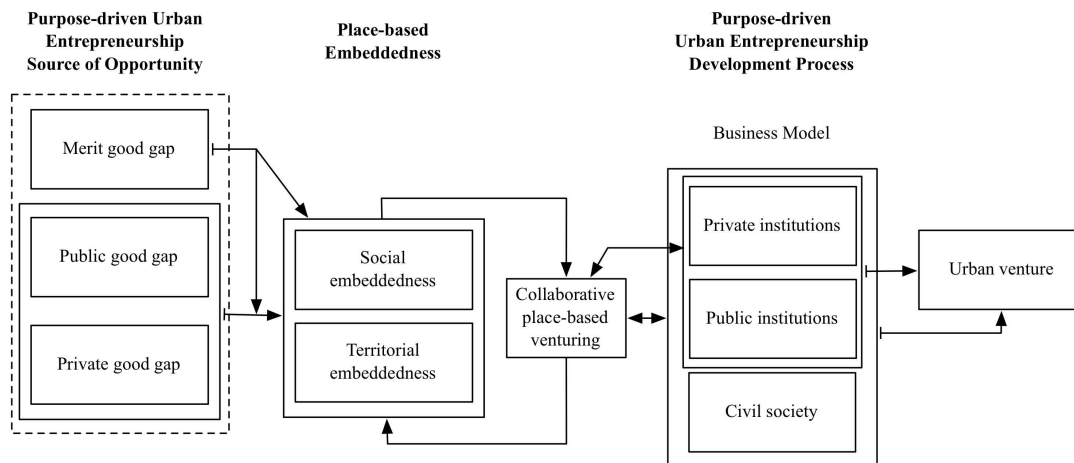 Purpose-driven Urban
Entrepreneurship
Source of Opportunity
Place-based
Embeddedness
Purpose-driven
Urban Entrepreneurship
Development Process
Merit good gap
Public good gap
Private good gap
Social
embeddedness
Territorial
embeddedness
Collaborative
place-based
venturing
Business Model
Private institutions
Public institutions
Civil society
Urban venture